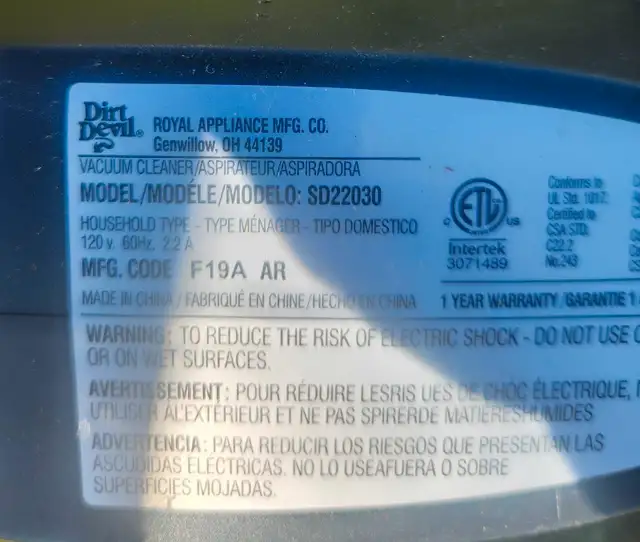 Dirt
Devil®
ROYAL APPLIANCE MFG. CO.
Genwillow, OH 44139
VACUUM CLEANER/ASPIRATEUR/ASPIRADORA
MODEL/MODÈLE/MODELO: SD22030
HOUSEHOLD TYPE - TYPE MÉNAGER - TIPO DOMESTICO
120 v. 60Hz. 2.2 A
MFG. CODE F19A AR
MADE IN CHINA / FABRIQUÉ EN CHINE/HECHO EN CHINA
C ETL US
Intertek
3071489
Conforms to
UL Std. 1017.
Certified to
CSA STD.
C22.2
No.243
1 YEAR WARRANTY/GARANTIE 1
WARNING: TO REDUCE THE RISK OF ELECTRIC SHOCK - DO NOT USE
OR ON WET SURFACES.
AVERTISSEMENT: POUR RÉDUIRE LESRIS UES DE CHOC ÉLECTRIQUE,
UTILISER A'LEXTÉRIEUR ET NE PAS SPIRERDE MATIERESHUMIDES
ADVERTENCIA: PARA REDUCIR LOS RIESGOS QUE PRESENTAN LAS
ASCUDIDAS ELÉCTRICAS. NO LO USEAFUERA O SOBRE
SUPERFICIES MOJADAS.